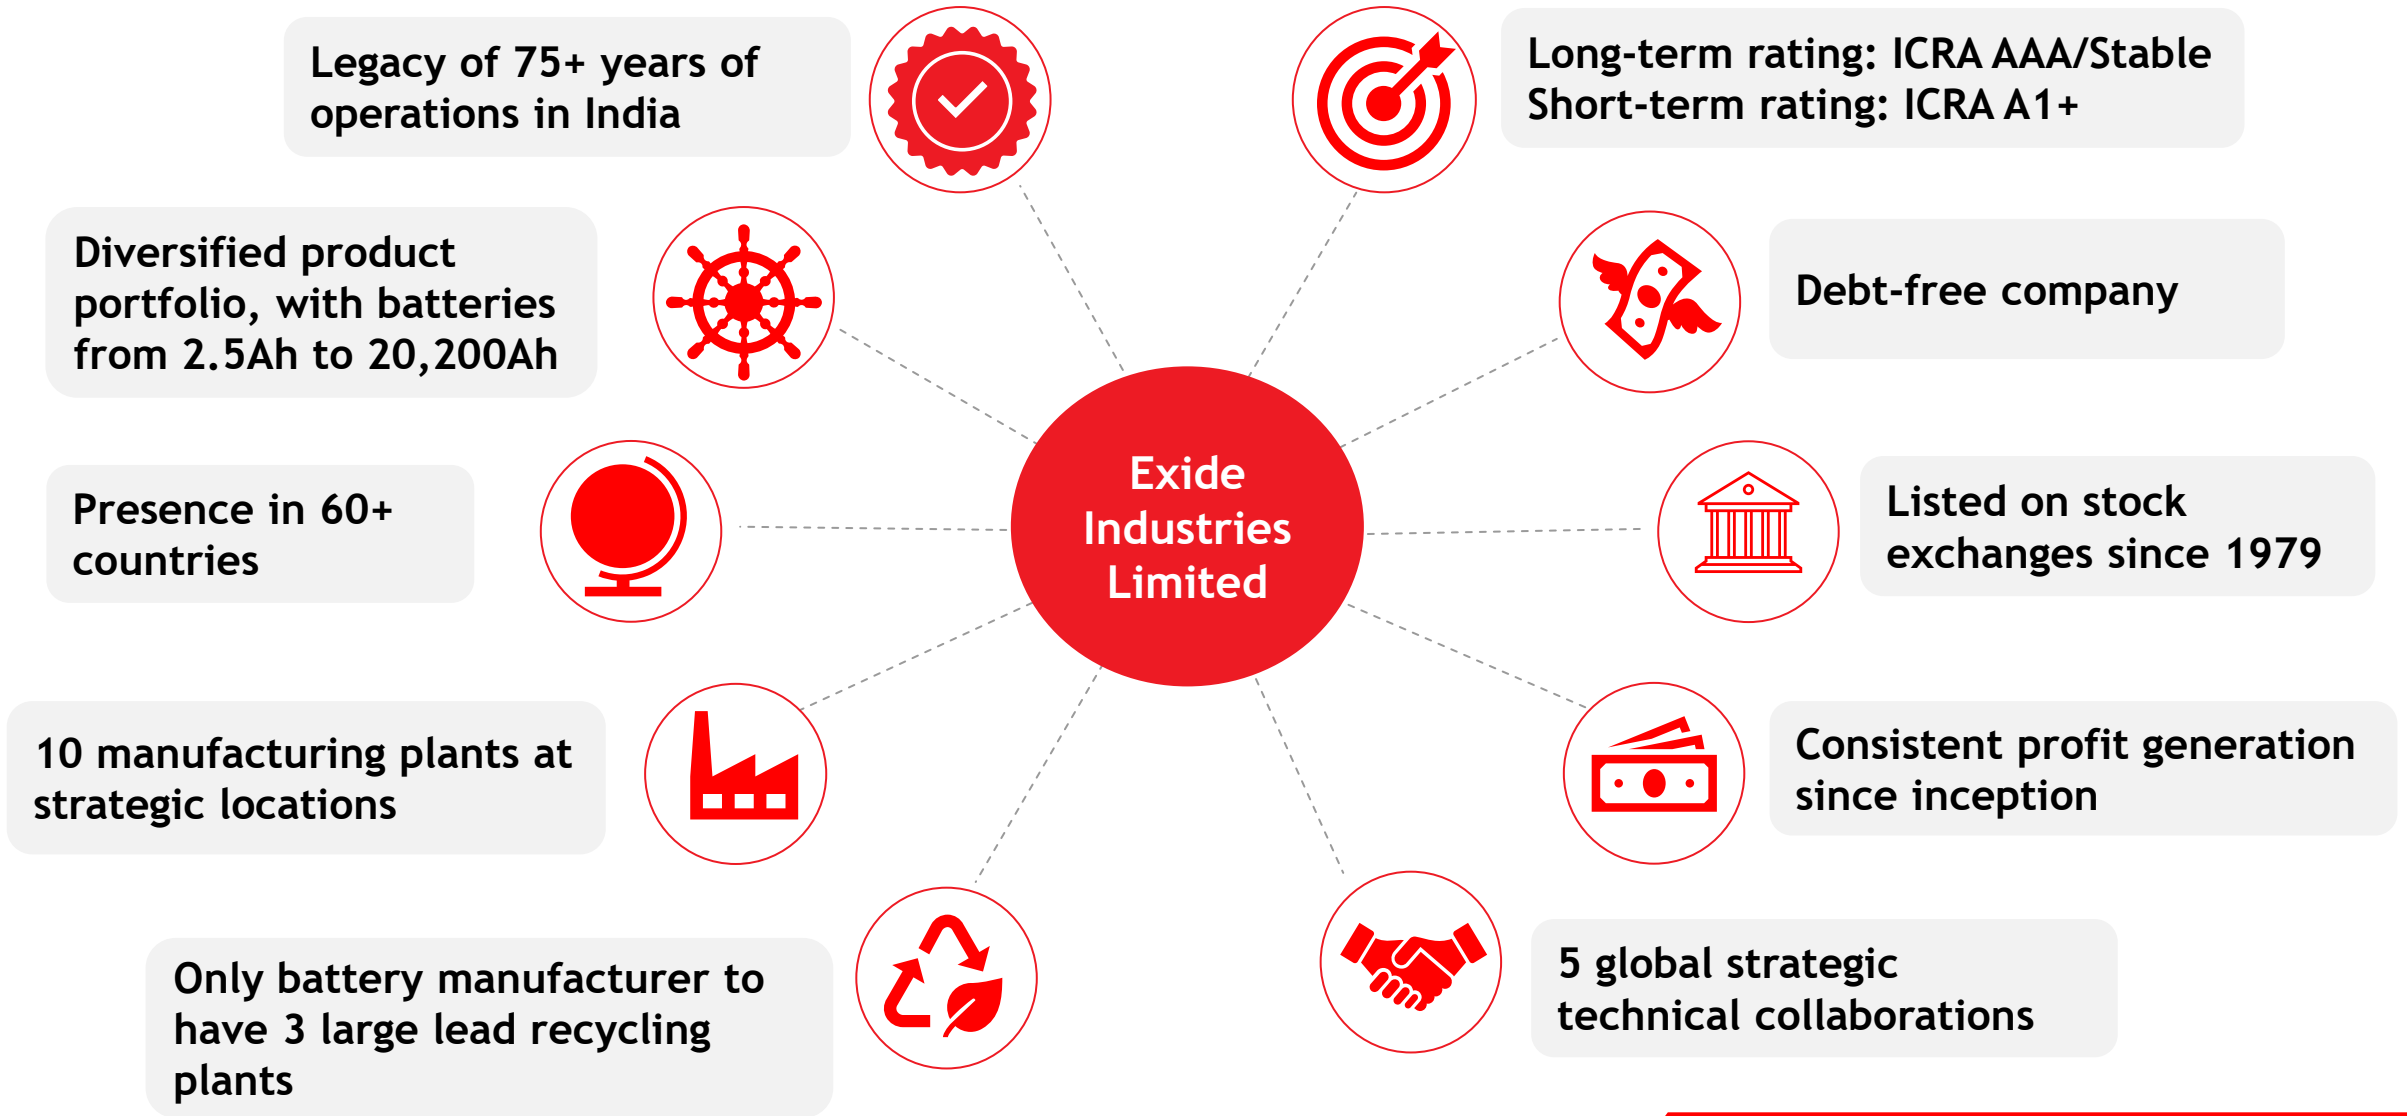 Legacy of 75+ years of
operations in India
Long-term rating: ICRA AAA/Stable
Short-term rating: ICRA A1+
Diversified product
portfolio, with batteries
from 2.5Ah to 20,200Ah
Debt-free company
Exide
Industries
Limited
Presence in 60+
countries
Listed on stock
exchanges since 1979
10 manufacturing plants at
strategic locations
Consistent profit generation
since inception
Only battery manufacturer to
have 3 large lead recycling
plants
5 global strategic
technical collaborations